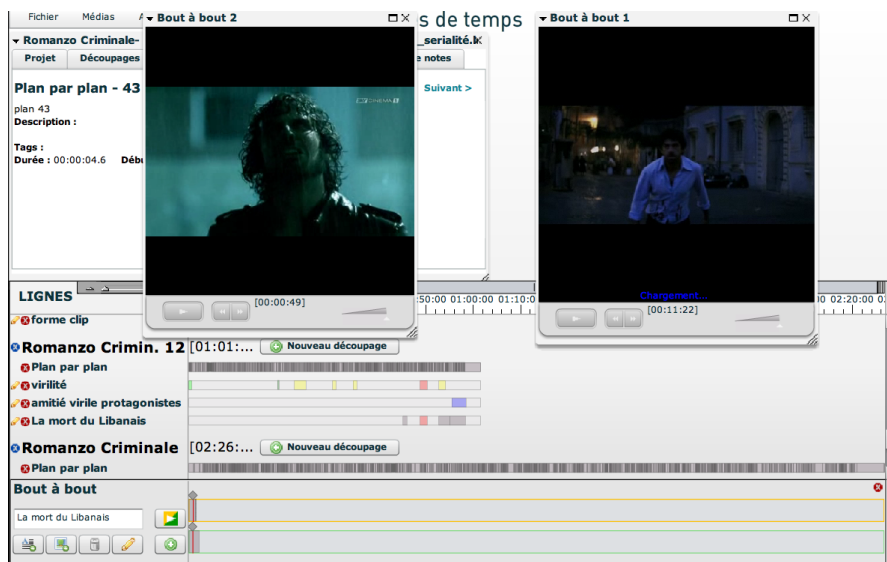 Fichier Médias
s de temps
Bout à bout 2
Bout à bout 1
Romanzo Criminale-
_serialité.
Projet Découpages
notes
Plan par plan - 43
Suivant >
plan 43
Description :
Tags :
Durée : 00:00:04.6
CINEMA
Chargement...
[00:00:49]
[00:11:22]
LIGNES
:50:00 01:00:00 01:10:0
02:20:00
forme clip
Romanzo Crimin. 12 [01:01:... Nouveau découpage
Plan par plan
virilité
amitié virile protagonistes
La mort du Libanais
Romanzo Criminale [02:26:... Nouveau découpage
Plan par plan
Bout à bout
La mort du Libanais